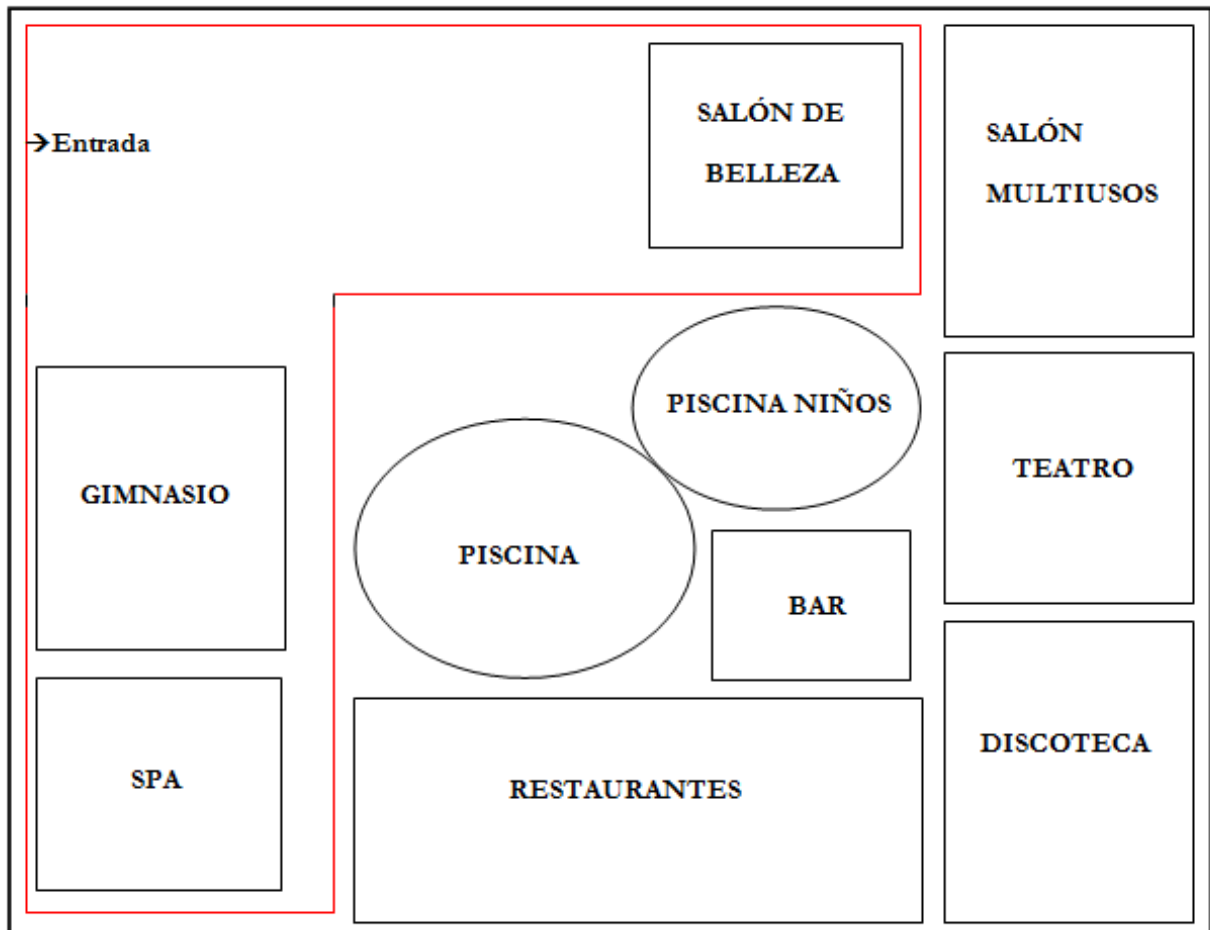 SALÓN DE
BELLEZA
SALÓN
MULTIUSOS
→Entrada
PISCINA NIÑOS
TEATRO
GIMNASIO
PISCINA
BAR
DISCOTECA
SPA
RESTAURANTES